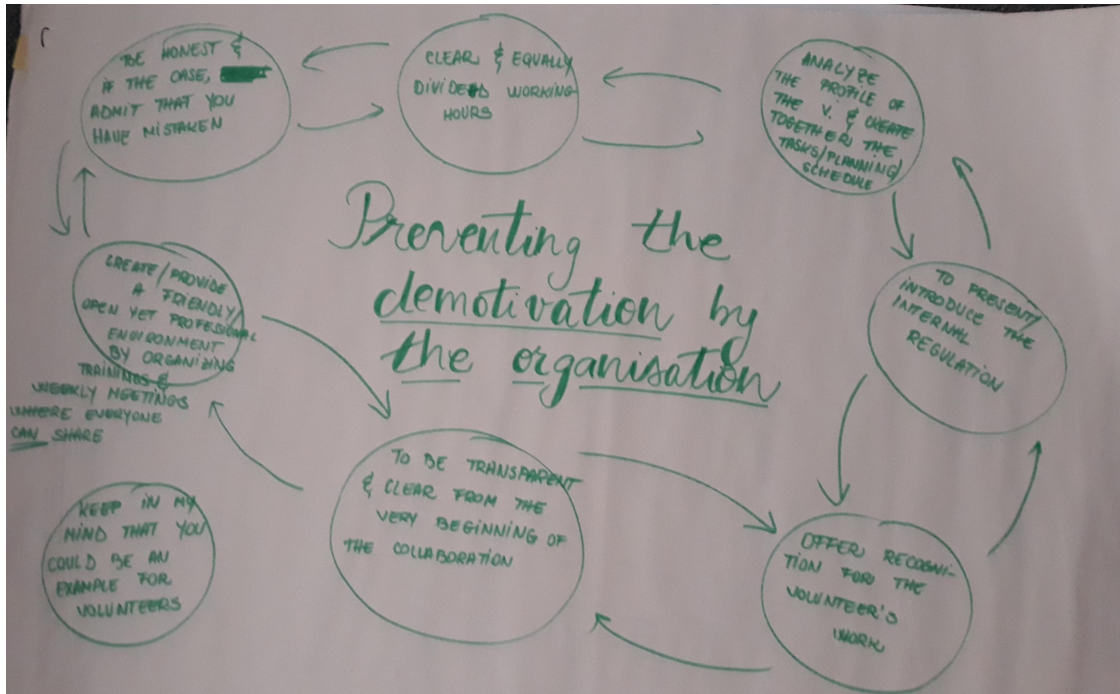 BE HONEST &
IF THE CASE,
ADMIT THAT YOU
HAVE MISTAKEN
CLEAR & EQUALLY
DIVIDED WORKING
HOURS
ANALYZE
THE PROFILE OF
THE V. & CREATE
TOGETHER THE
TASKS/PLANNING/
SCHEDULE
Preventing the
demotivation by
the organisation
CREATE/PROVIDE
A FRIENDLY/
OPEN YET PROFESSIONAL
ENVIRONMENT
BY ORGANIZING
TRAININGS &
WEEKLY MEETINGS
WHERE EVERYONE
CAN SHARE
TO PRESENT/
INTRODUCE THE
INTERNAL
REGULATION
KEEP IN MY
MIND THAT YOU
COULD BE AN
EXAMPLE FOR
VOLUNTEERS
TO BE TRANSPARENT
& CLEAR FROM THE
VERY BEGINNING OF
THE COLLABORATION
OFFER RECOGNI-
TION FOR THE
VOLUNTEER'S
WORK